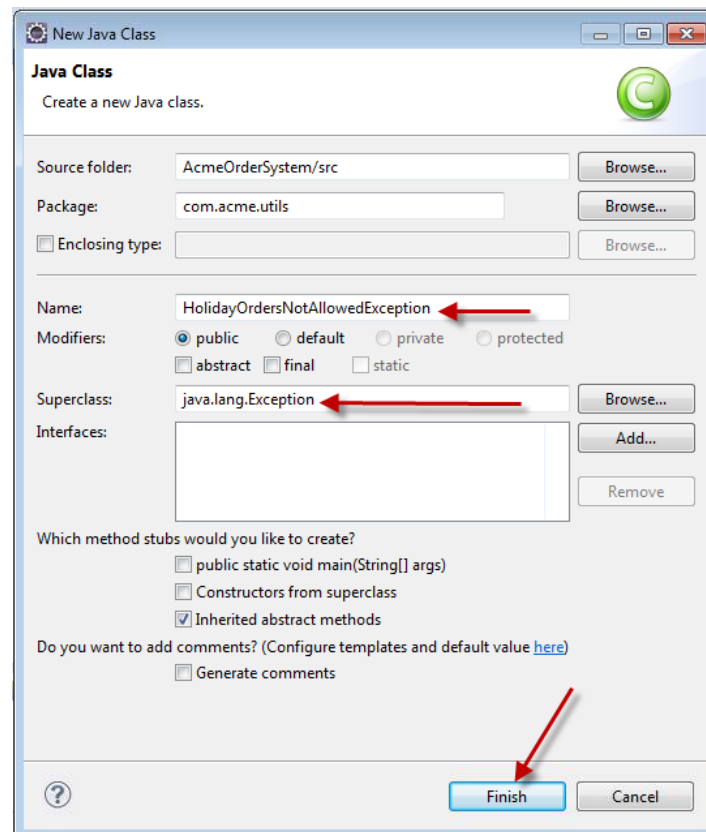 New Java Class
Java Class
Create a new Java class.
C
Source folder: AcmeOrderSystem/src Browse...
Package: com.acme.utils Browse...
Enclosing type: Browse...
Name: HolidayOrdersNotAllowedException
Modifiers: public default private protected
abstract final static
Superclass: java.lang.Exception Browse...
Interfaces: Add...
Remove
Which method stubs would you like to create?
public static void main(String[] args)
Constructors from superclass
Inherited abstract methods
Do you want to add comments? (Configure templates and default value here)
Generate comments
? Finish Cancel